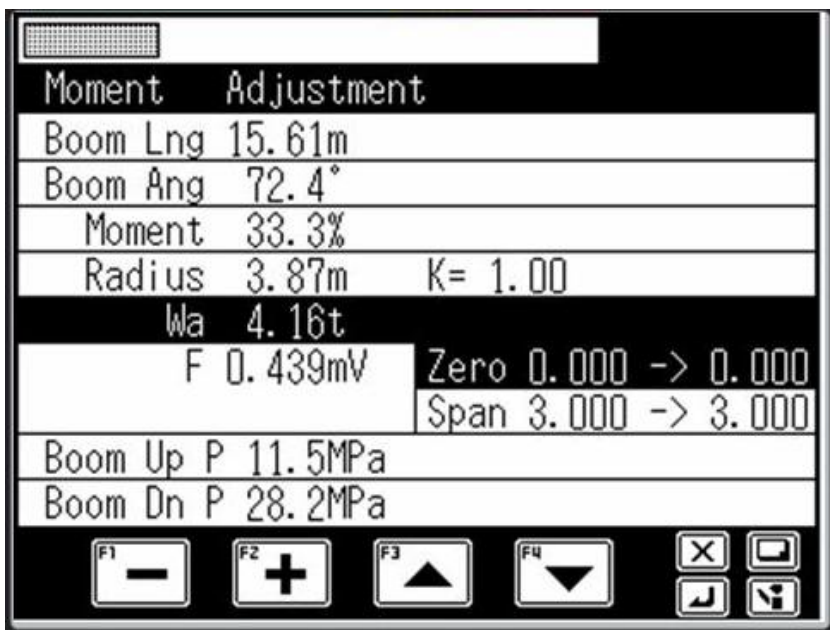 Moment Adjustment
Boom Lng 15.61m
Boom Ang 72.4°
Moment 33.3%
Radius 3.87m K= 1.00
Wa 4.16t
F 0.439mV Zero 0.000 -> 0.000
Span 3.000 -> 3.000
Boom Up P 11.5MPa
Boom Dn P 28.2MPa
F1 F2 F3 F4